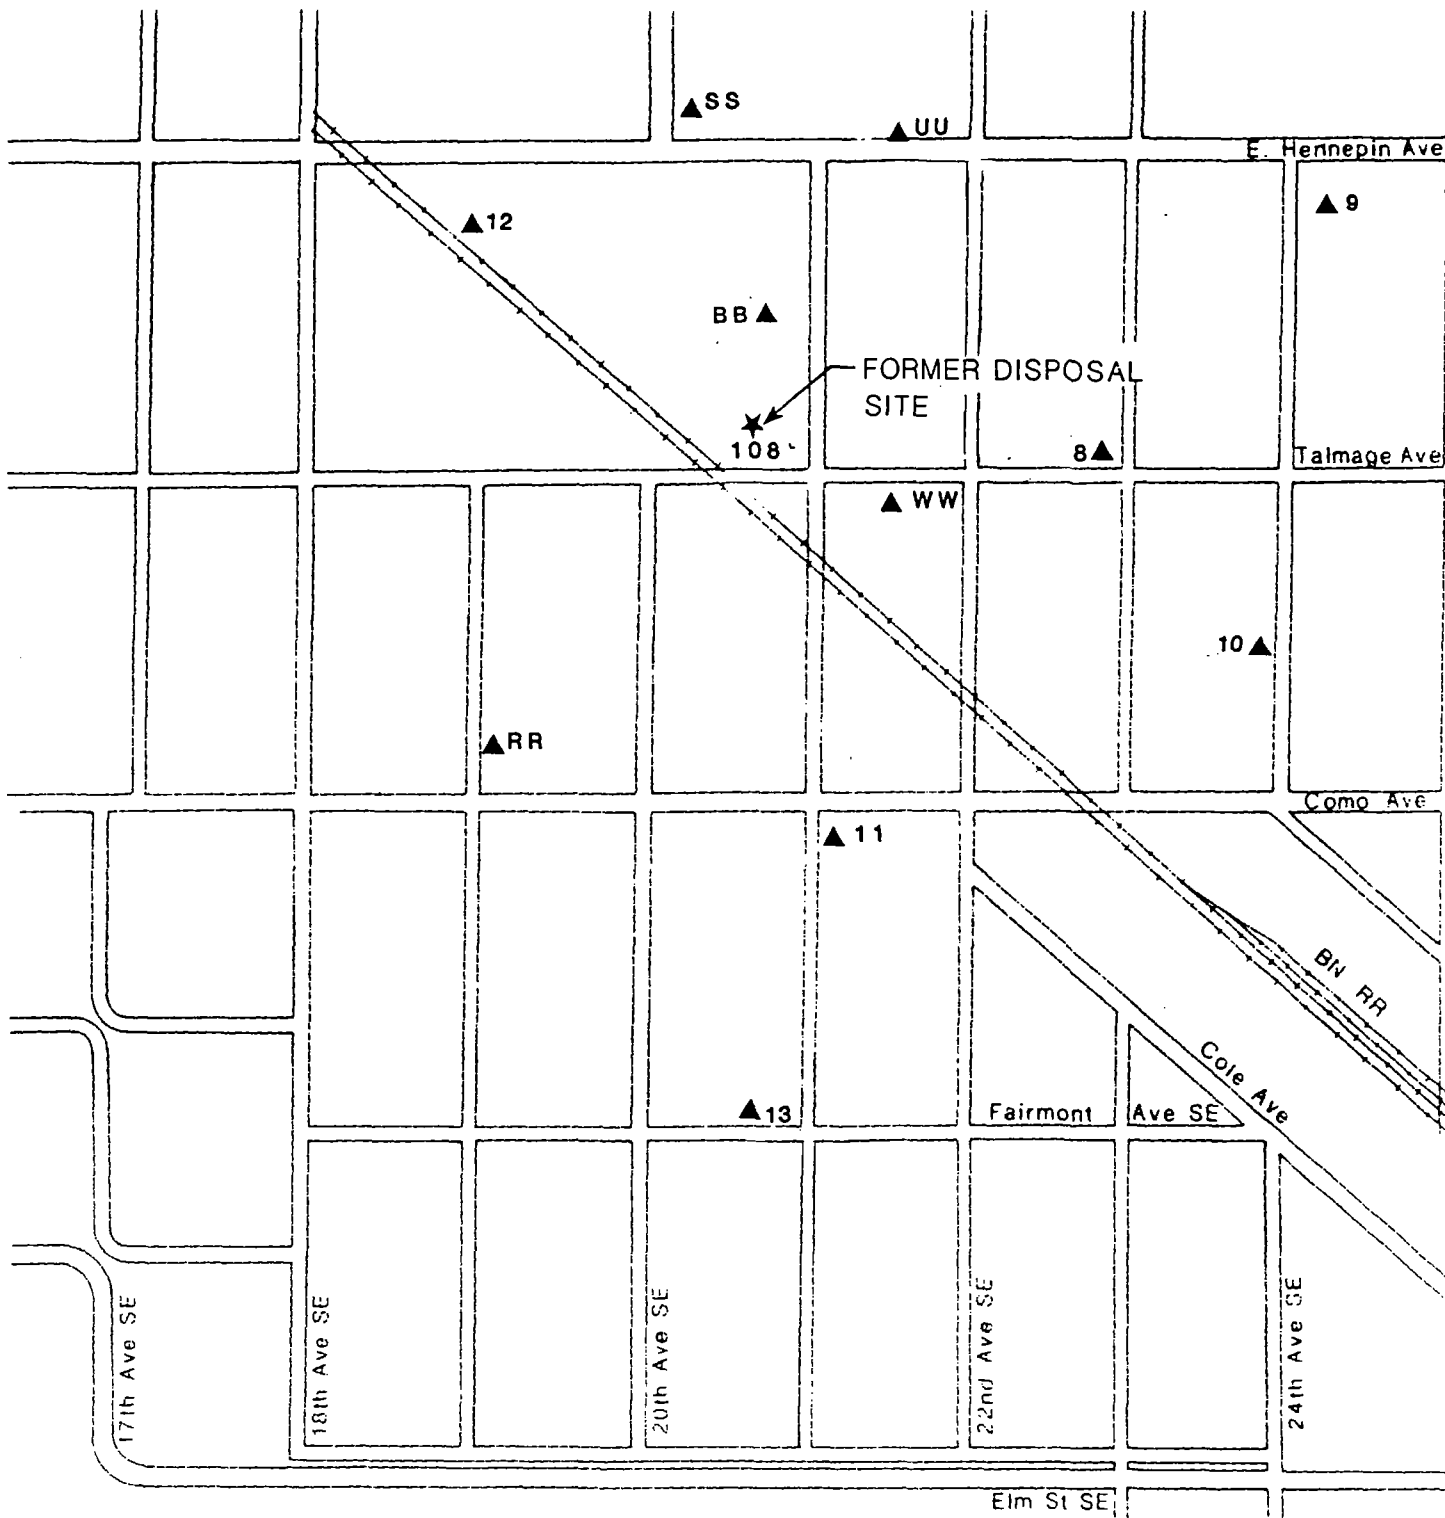 SS
UU
E. Hennepin Ave
9
12
BB
FORMER DISPOSAL
SITE
108
8
Talmage Ave
WW
10
RR
Como Ave
11
BN RR
Cole Ave
13
Fairmont Ave SE
17th Ave SE
18th Ave SE
20th Ave SE
22nd Ave SE
24th Ave SE
Elm St SE